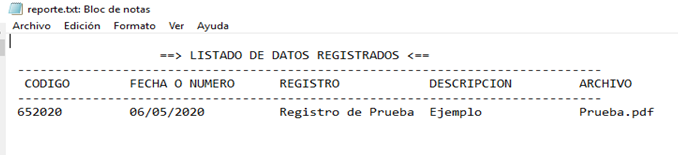 reporte.txt: Bloc de notas
Archivo Edición Formato Ver Ayuda
==> LISTADO DE DATOS REGISTRADOS <==
------------------------------------------------------------------------------
CODIGO FECHA O NUMERO REGISTRO DESCRIPCION ARCHIVO
------------------------------------------------------------------------------
652020 06/05/2020 Registro de Prueba Ejemplo Prueba.pdf